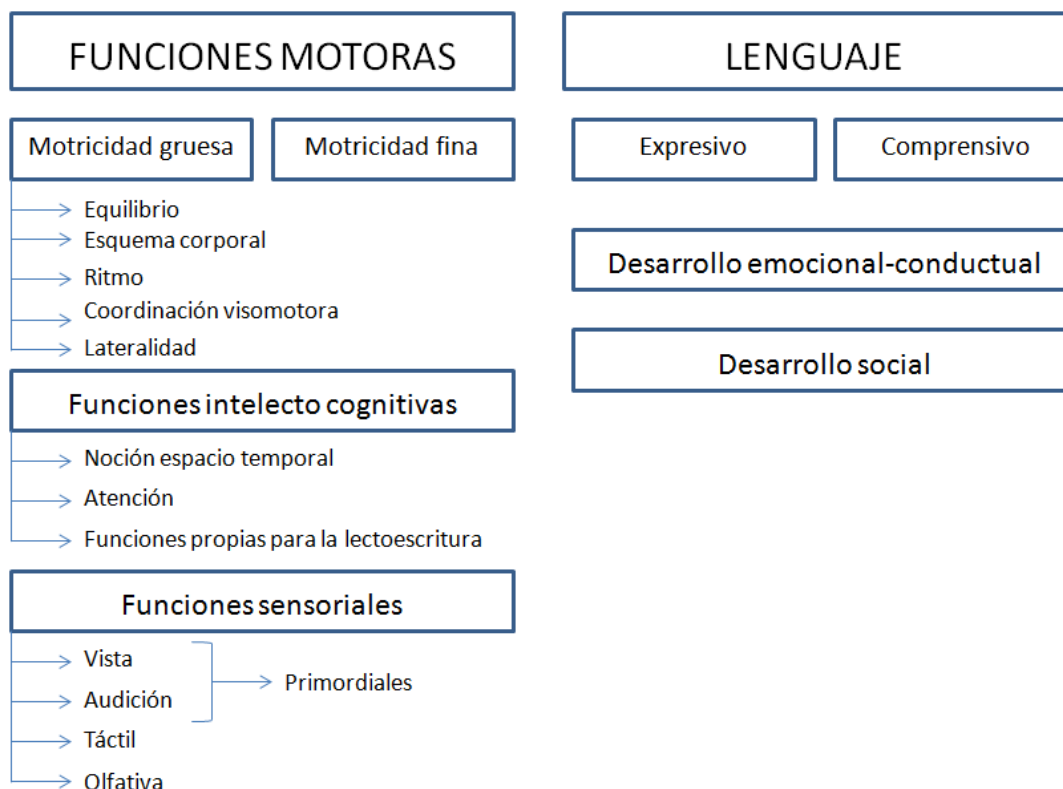 FUNCIONES MOTORAS
Motricidad gruesa
Motricidad fina
Equilibrio
Esquema corporal
Ritmo
Coordinación visomotora
Lateralidad
Funciones intelecto cognitivas
Noción espacio temporal
Atención
Funciones propias para la lectoescritura
Funciones sensoriales
Vista
Audición
Primordiales
Táctil
Olfativa
LENGUAJE
Expresivo
Comprensivo
Desarrollo emocional-conductual
Desarrollo social